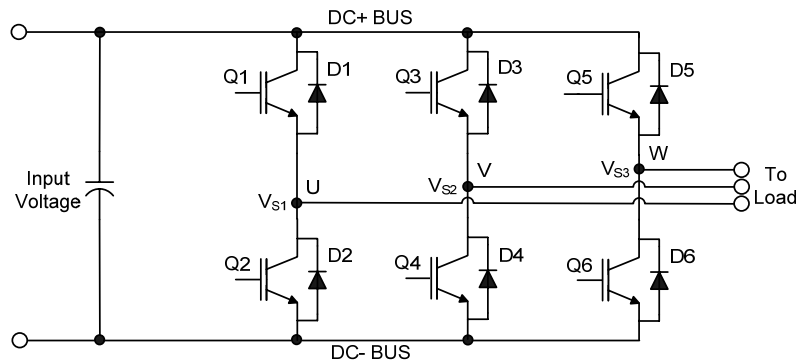 DC+ BUS
Q1
D1
Q3
D3
Q5
D5
Input
Voltage
VS1
U
VS2
V
VS3
W
To
Load
Q2
D2
Q4
D4
Q6
D6
DC- BUS